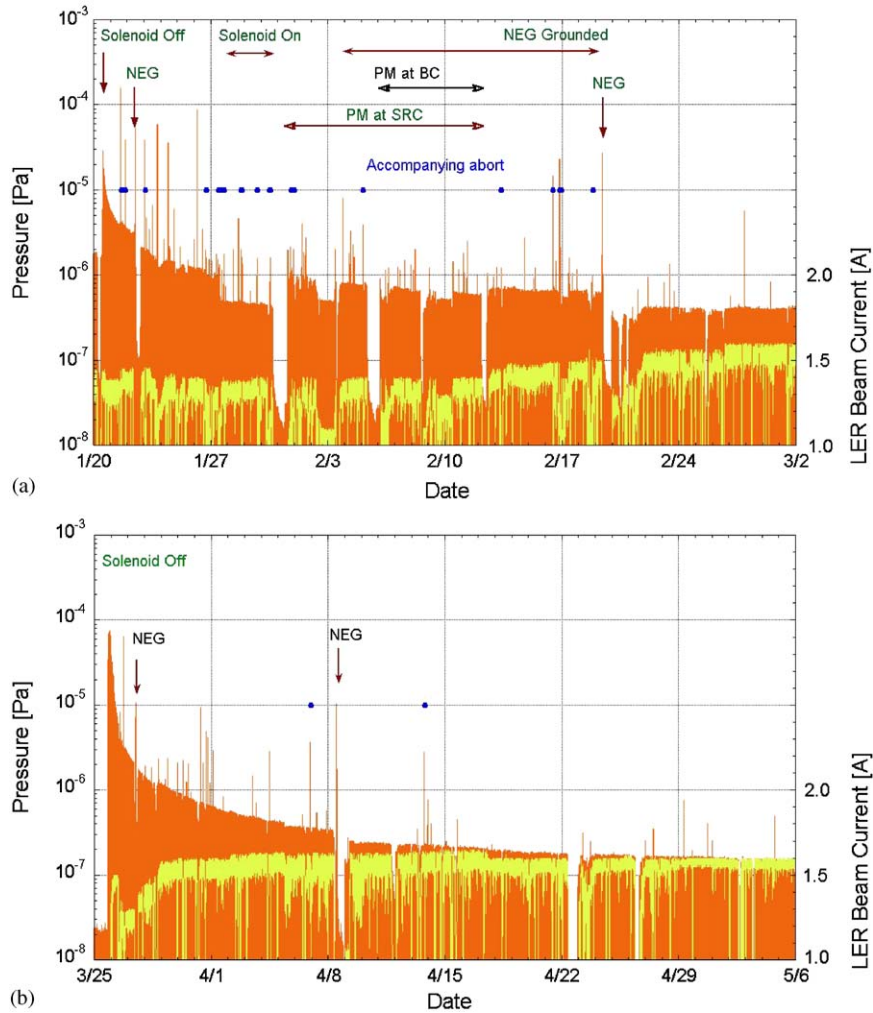 10⁻³
Solenoid Off
Solenoid On
NEG Grounded
NEG
PM at BC
NEG
10⁻⁴
PM at SRC
Accompanying abort
10⁻⁵
10⁻⁶
2.0
10⁻⁷
1.5
10⁻⁸
1.0
Pressure [Pa]
LER Beam Current [A]
1/20
1/27
2/3
2/10
2/17
2/24
3/2
(a)
Date
10⁻³
Solenoid Off
10⁻⁴
NEG
NEG
10⁻⁵
10⁻⁶
2.0
10⁻⁷
1.5
10⁻⁸
1.0
Pressure [Pa]
LER Beam Current [A]
3/25
4/1
4/8
4/15
4/22
4/29
5/6
(b)
Date